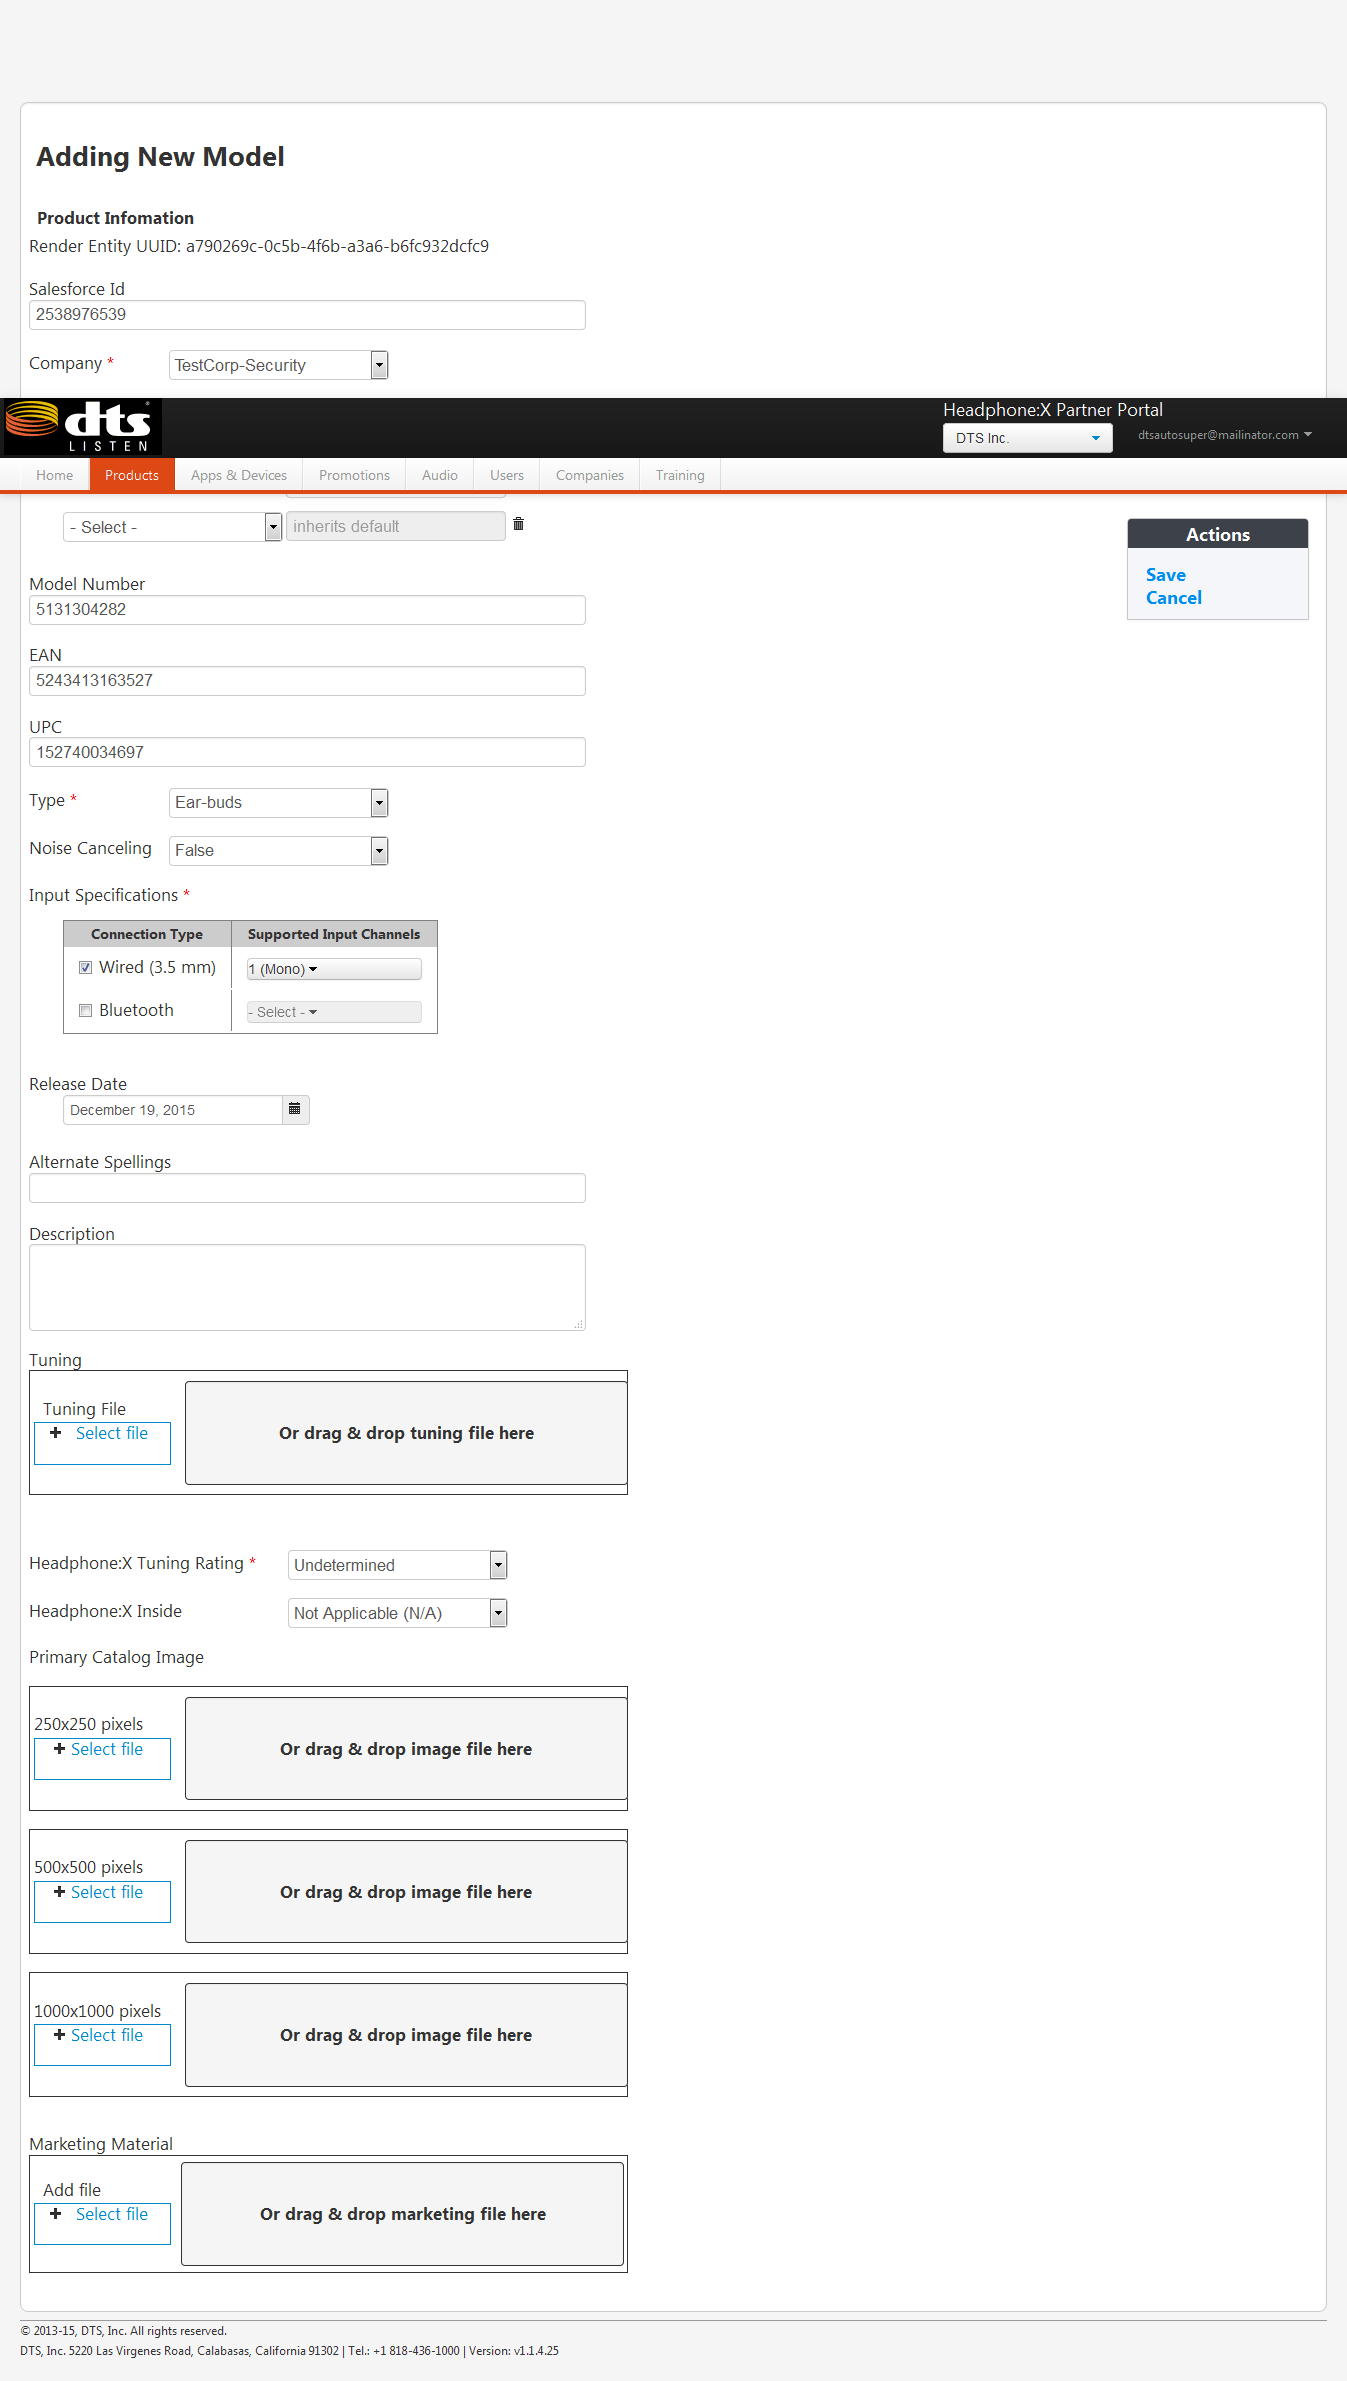 Adding New Model
Product Infomation
Render Entity UUID: a790269c-0c5b-4f6b-a3a6-b6fc932dcfc9
Salesforce Id
2538976539
Company * TestCorp-Security
dts®
LISTEN
Headphone:X Partner Portal
DTS Inc. dtsautosuper@mailinator.com
Home Products Apps & Devices Promotions Audio Users Companies Training
- Select - inherits default
Actions
Save
Cancel
Model Number
5131304282
EAN
5243413163527
UPC
152740034697
Type * Ear-buds
Noise Canceling False
Input Specifications *
Connection Type Supported Input Channels
Wired (3.5 mm) 1 (Mono)
Bluetooth - Select -
Release Date
December 19, 2015
Alternate Spellings
Description
Tuning
Tuning File
Select file
Or drag & drop tuning file here
Headphone:X Tuning Rating * Undetermined
Headphone:X Inside Not Applicable (N/A)
Primary Catalog Image
250x250 pixels
Select file
Or drag & drop image file here
500x500 pixels
Select file
Or drag & drop image file here
1000x1000 pixels
Select file
Or drag & drop image file here
Marketing Material
Add file
Select file
Or drag & drop marketing file here
© 2013-15, DTS, Inc. All rights reserved.
DTS, Inc. 5220 Las Virgenes Road, Calabasas, California 91302 | Tel.: +1 818-436-1000 | Version: v1.1.4.25